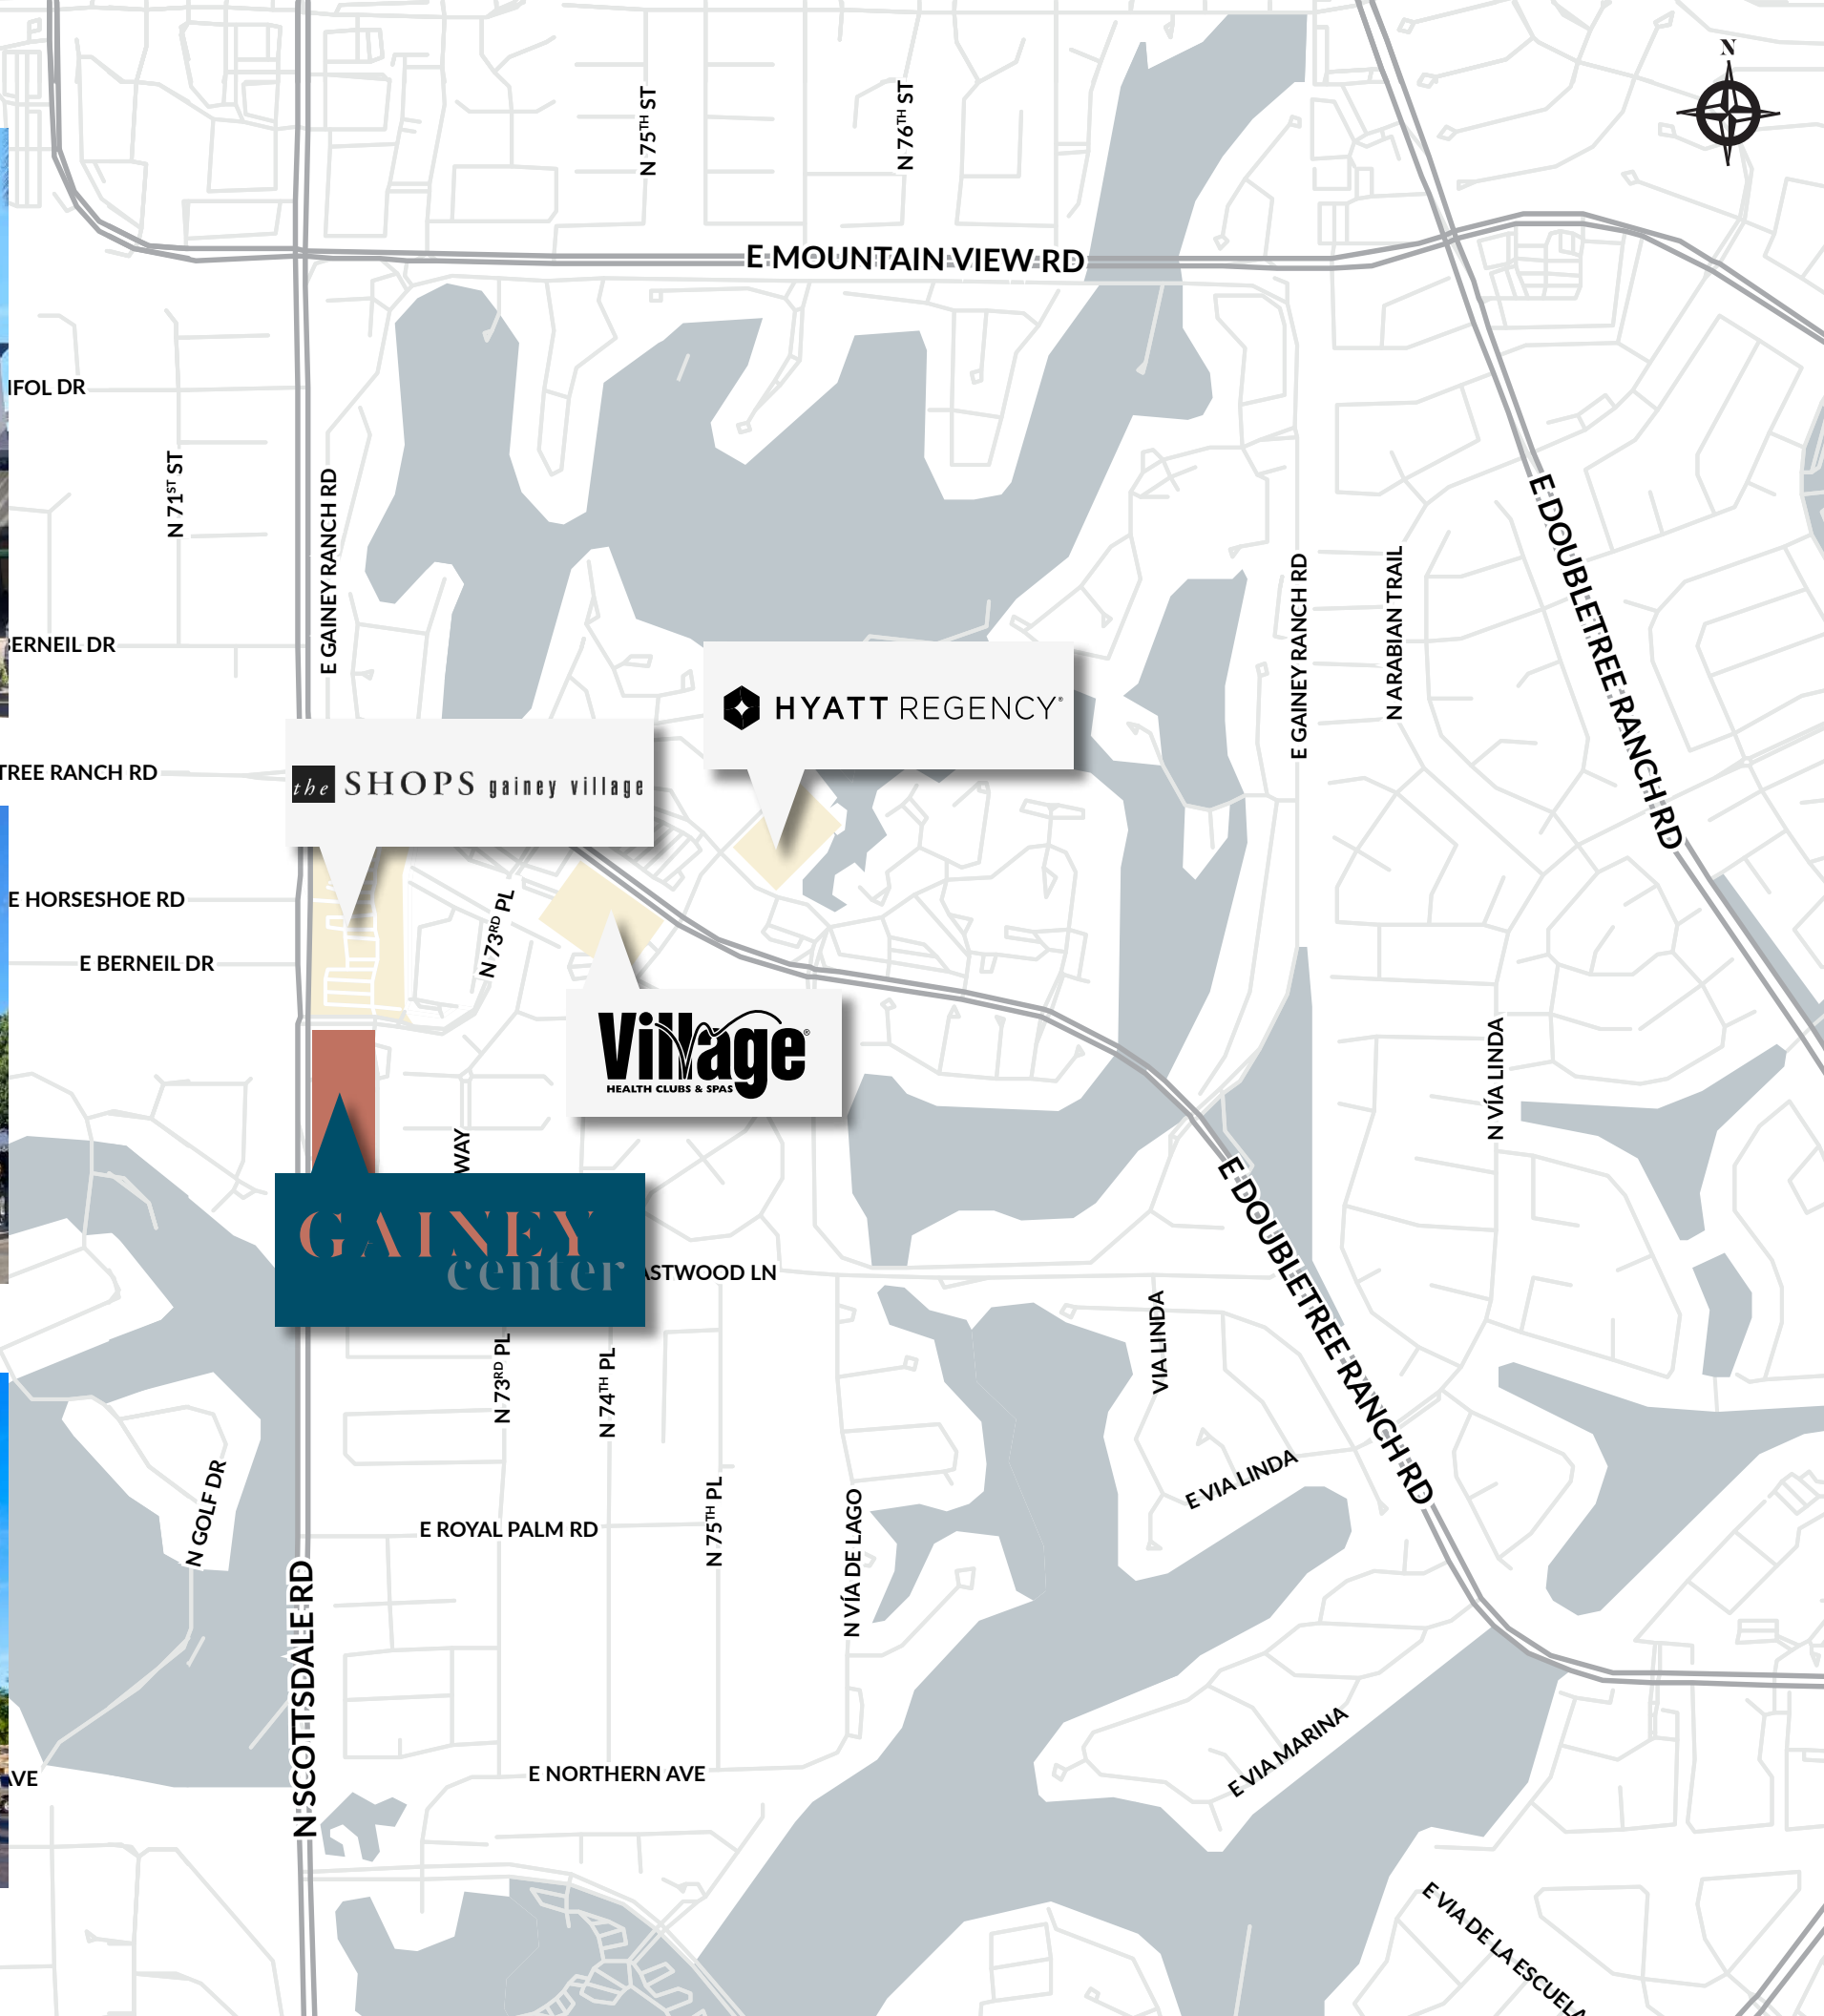 N
N 75TH ST
N 76TH ST
E MOUNTAIN VIEW RD
IFOL DR
N 71ST ST
E GAINEY RANCH RD
E DOUBLETREE RANCH RD
E GAINEY RANCH RD
N ARABIAN TRAIL
BERNEIL DR
HYATT REGENCY®
TREE RANCH RD
the SHOPS gainey village
E HORSESHOE RD
N 73RD PL
E BERNEIL DR
Village®
HEALTH CLUBS & SPAS
N VÍA LINDA
WAY
E DOUBLETREE RANCH RD
GAINEY
center
ASTWOOD LN
VIA LINDA
N 73RD PL
N 74TH PL
E VIA LINDA
N GOLF DR
N 75TH PL
N VÍA DE LAGO
E ROYAL PALM RD
N SCOTTSDALE RD
E VIA MARINA
E NORTHERN AVE
AVE
E VIA DE LA ESCUELA